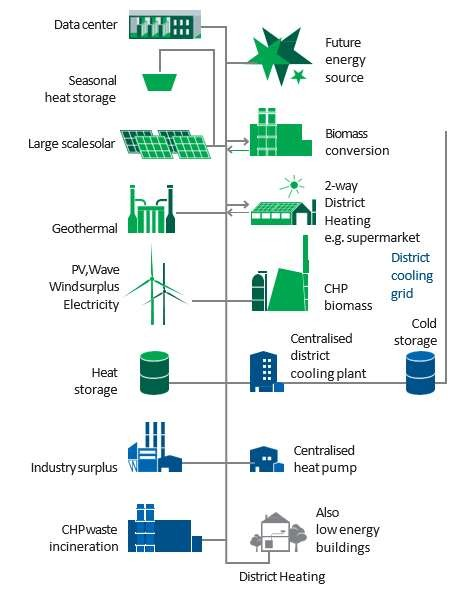 Data center
Future
energy
source
Seasonal
heat storage
Large scalesolar
Biomass
conversion
Geothermal
2-way
District
Heating
e.g. supermarket
PV,Wave
Windsurplus
Electricity
CHP
biomass
District
cooling
grid
Heat
storage
Centralised
district
cooling plant
Cold
storage
Industry surplus
Centralised
heat pump
CHPwaste
incineration
Also
low energy
buildings
District Heating